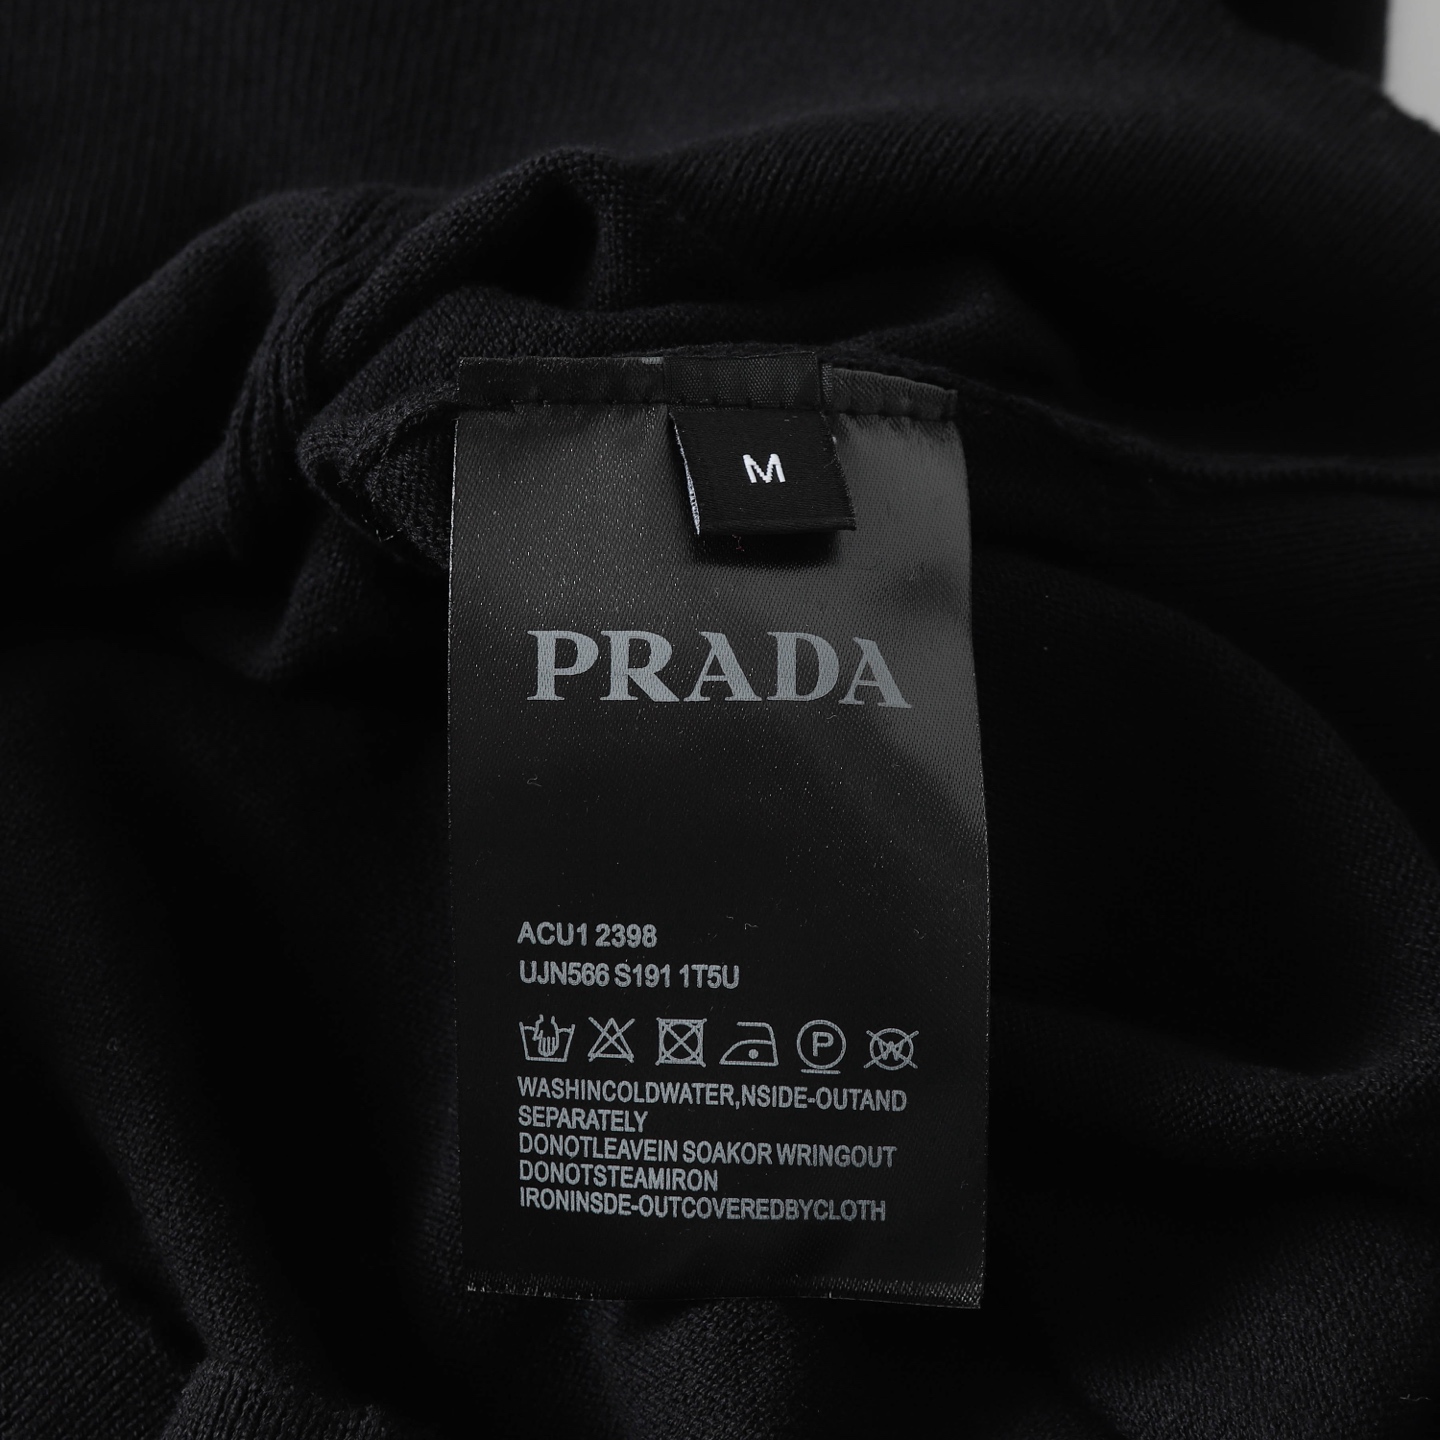 M
PRADA
ACU1 2398
UJN566 S191 1T5U
P
W
WASHINCOLDWATER,NSIDE-OUTAND
SEPARATELY
DONOTLEAVEIN SOAKOR WRINGOUT
DONOTSTEAMIRON
IRONINSDE-OUTCOVEREDBYCLOTH